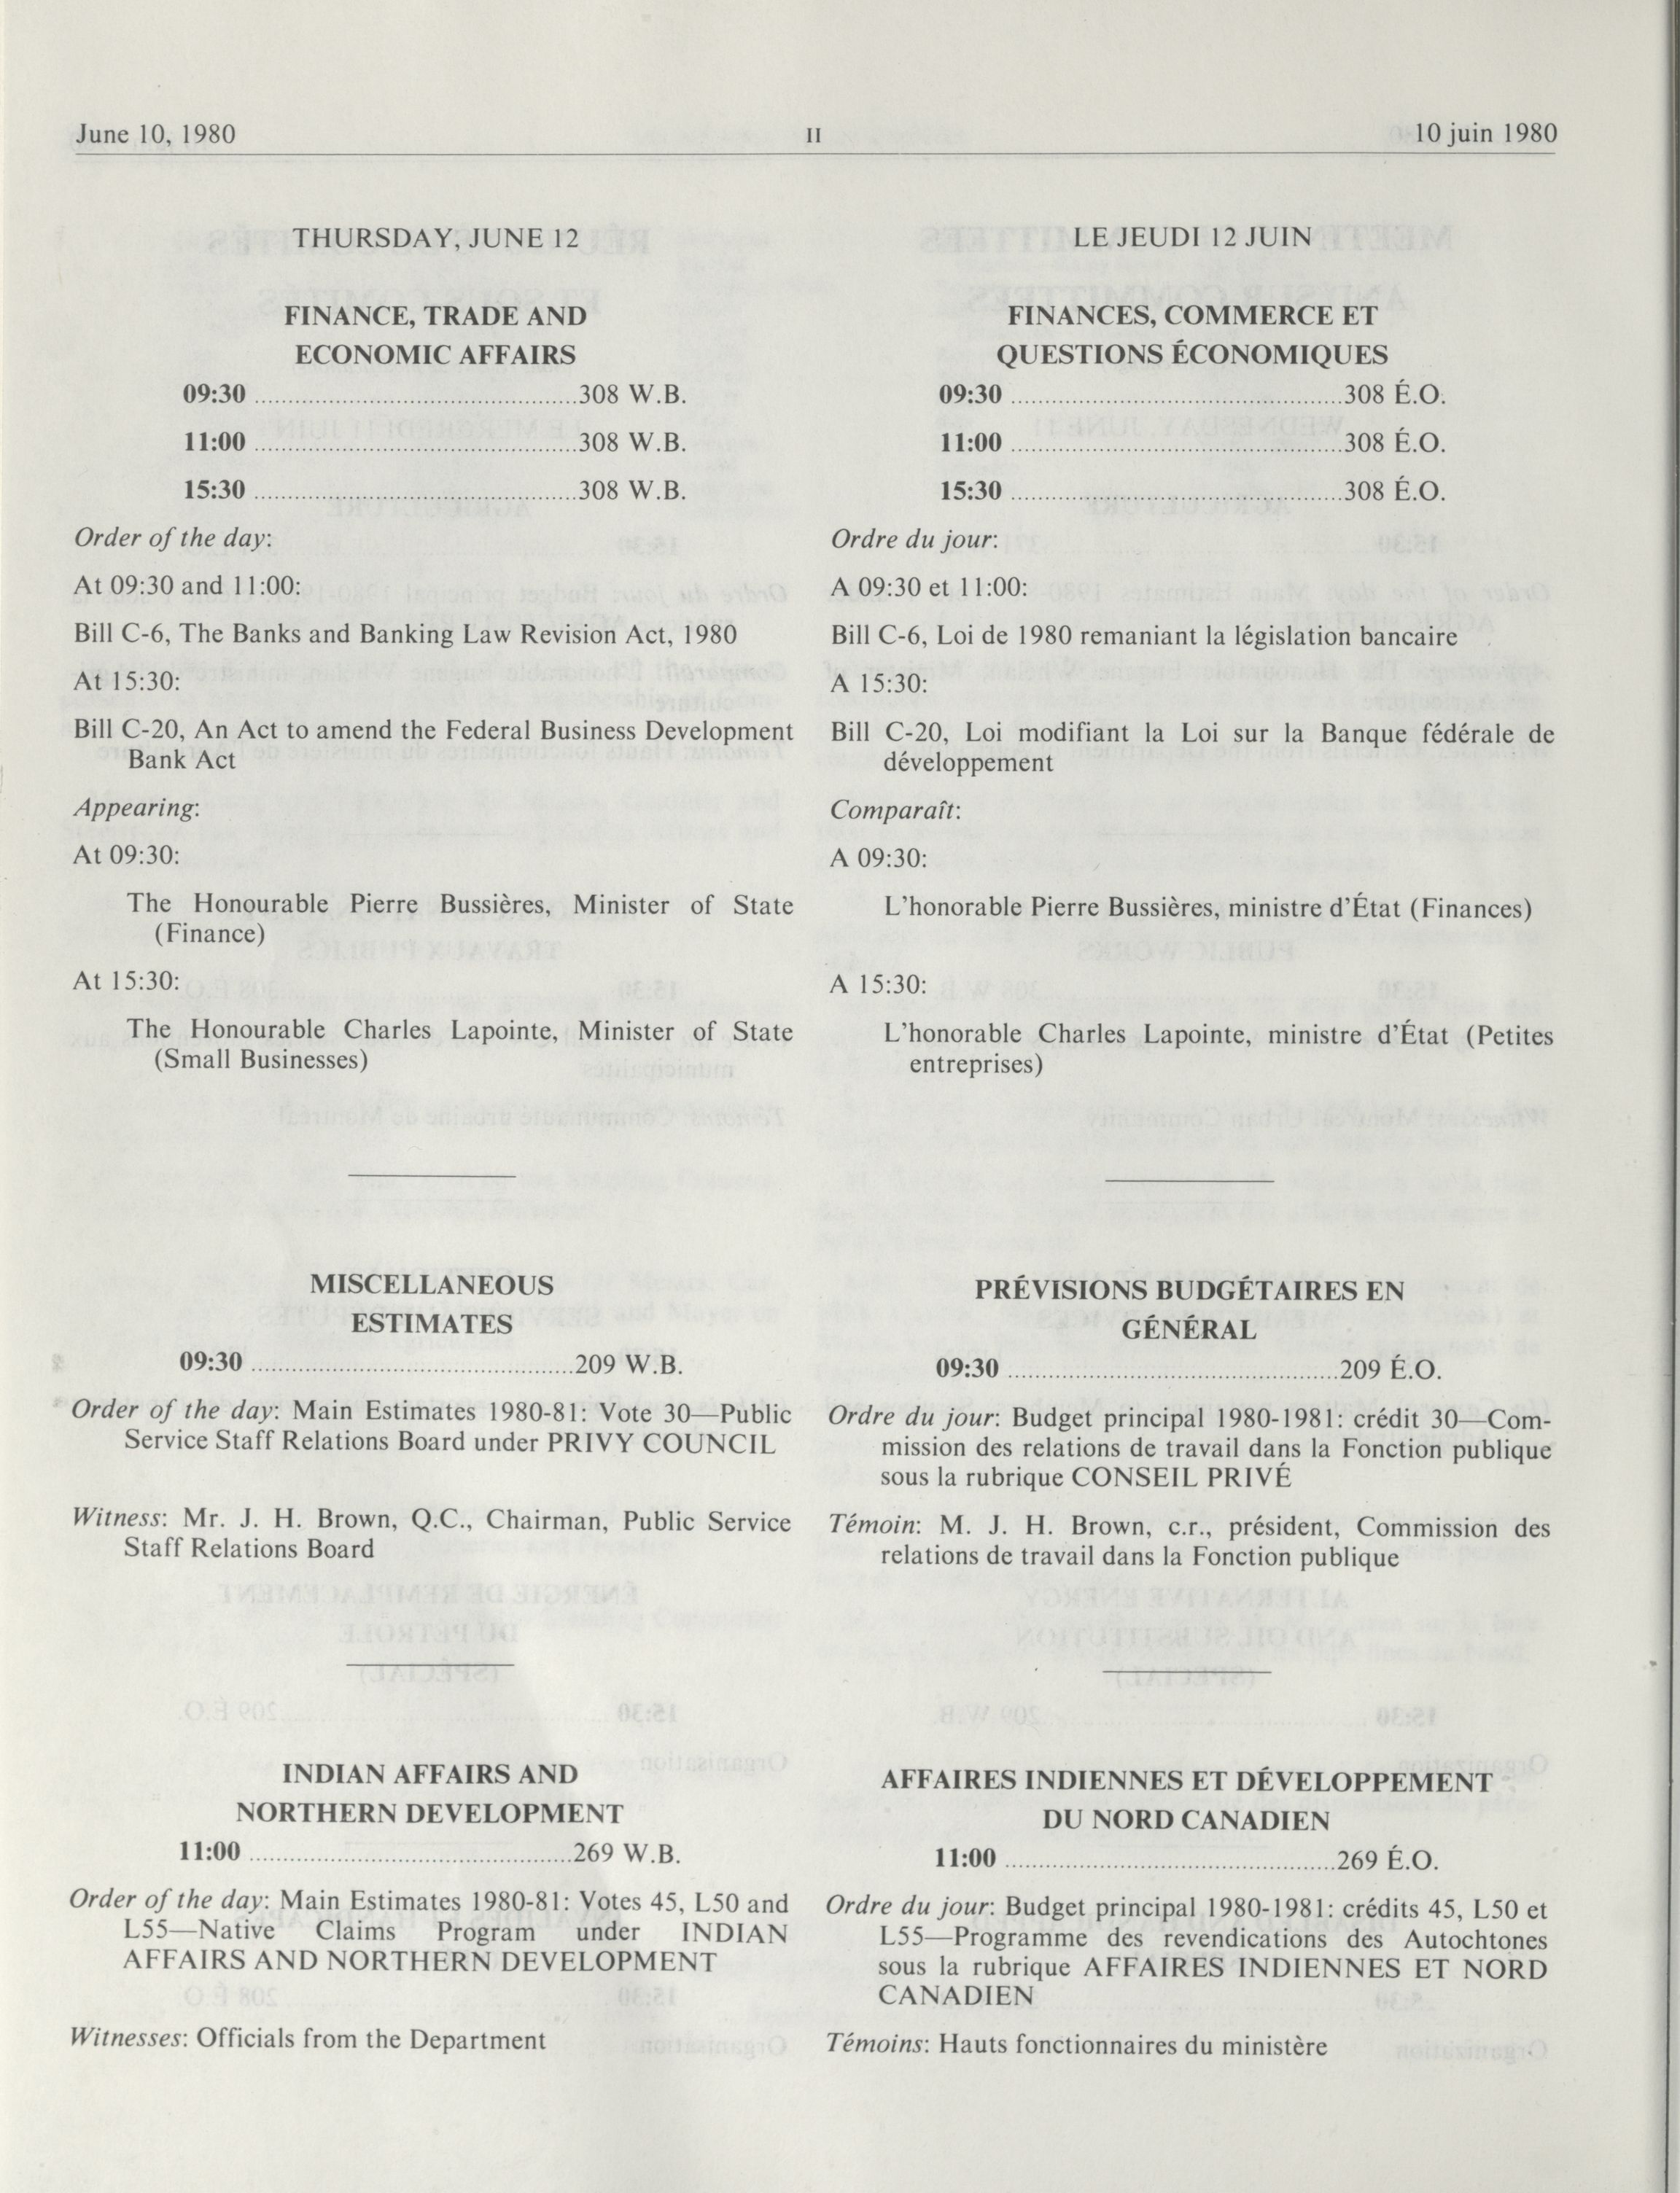 June 10, 1980
II
10 juin 1980
THURSDAY, JUNE 12
FINANCE, TRADE AND
ECONOMIC AFFAIRS
09:30 ................................................308 W.B.
11:00 ................................................308 W.B.
15:30 ................................................308 W.B.
Order of the day:
At 09:30 and 11:00:
Bill C-6, The Banks and Banking Law Revision Act, 1980
At 15:30:
Bill C-20, An Act to amend the Federal Business Development
Bank Act
Appearing:
At 09:30:
The Honourable Pierre Bussières, Minister of State
(Finance)
At 15:30:
The Honourable Charles Lapointe, Minister of State
(Small Businesses)
MISCELLANEOUS
ESTIMATES
09:30 ................................................209 W.B.
Order of the day: Main Estimates 1980-81: Vote 30—Public
Service Staff Relations Board under PRIVY COUNCIL
Witness: Mr. J. H. Brown, Q.C., Chairman, Public Service
Staff Relations Board
INDIAN AFFAIRS AND
NORTHERN DEVELOPMENT
11:00 ................................................269 W.B.
Order of the day: Main Estimates 1980-81: Votes 45, L50 and
L55—Native Claims Program under INDIAN
AFFAIRS AND NORTHERN DEVELOPMENT
Witnesses: Officials from the Department
LE JEUDI 12 JUIN
FINANCES, COMMERCE ET
QUESTIONS ÉCONOMIQUES
09:30 ................................................308 É.O.
11:00 ................................................308 É.O.
15:30 ................................................308 É.O.
Ordre du jour:
A 09:30 et 11:00:
Bill C-6, Loi de 1980 remaniant la législation bancaire
A 15:30:
Bill C-20, Loi modifiant la Loi sur la Banque fédérale de
développement
Comparaît:
A 09:30:
L'honorable Pierre Bussières, ministre d'État (Finances)
A 15:30:
L'honorable Charles Lapointe, ministre d'État (Petites
entreprises)
PRÉVISIONS BUDGÉTAIRES EN
GÉNÉRAL
09:30 ................................................209 É.O.
Ordre du jour: Budget principal 1980-1981: crédit 30—Com-
mission des relations de travail dans la Fonction publique
sous la rubrique CONSEIL PRIVÉ
Témoin: M. J. H. Brown, c.r., président, Commission des
relations de travail dans la Fonction publique
AFFAIRES INDIENNES ET DÉVELOPPEMENT
DU NORD CANADIEN
11:00 ................................................269 É.O.
Ordre du jour: Budget principal 1980-1981: crédits 45, L50 et
L55—Programme des revendications des Autochtones
sous la rubrique AFFAIRES INDIENNES ET NORD
CANADIEN
Témoins: Hauts fonctionnaires du ministère